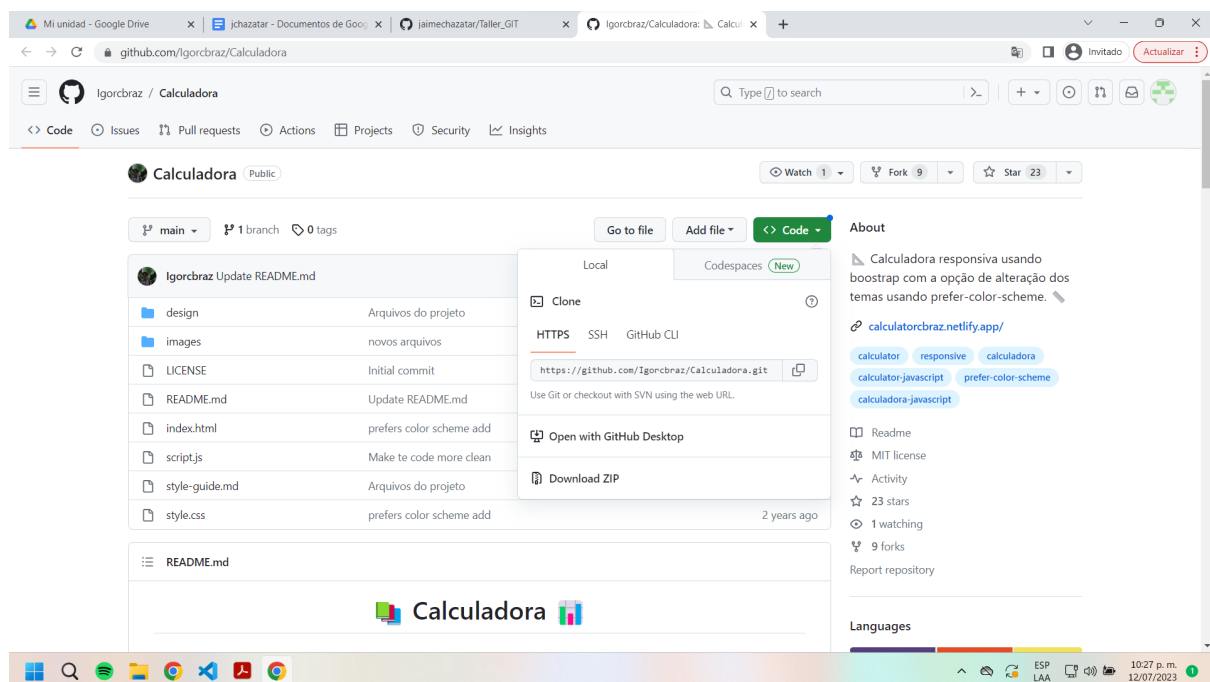 Mi unidad - Google Drive
jchazatar - Documentos de Goog
jaimechazatar/Taller_GIT
Igorcbraz/Calculadora: Calcul
github.com/Igorcbraz/Calculadora
Invitado
Actualizar
Igorcbraz / Calculadora
Type / to search
Code
Issues
Pull requests
Actions
Projects
Security
Insights
Calculadora Public
Watch 1
Fork 9
Star 23
main
1 branch
0 tags
Go to file
Add file
Code
Igorcbraz Update README.md
design Arquivos do projeto
images novos arquivos
LICENSE Initial commit
README.md Update README.md
index.html prefers color scheme add
script.js Make te code more clean
style-guide.md Arquivos do projeto
style.css prefers color scheme add 2 years ago
Local
Codespaces New
Clone
HTTPS SSH GitHub CLI
https://github.com/Igorcbraz/Calculadora.git
Use Git or checkout with SVN using the web URL.
Open with GitHub Desktop
Download ZIP
README.md
Calculadora
About
Calculadora responsiva usando
boostrap com a opção de alteração dos
temas usando prefer-color-scheme.
calculatorcbraz.netlify.app/
calculator responsive calculadora
calculator-javascript prefer-color-scheme
calculadora-javascript
Readme
MIT license
Activity
23 stars
1 watching
9 forks
Report repository
Languages
ESP
LAA
10:27 p. m.
12/07/2023
1